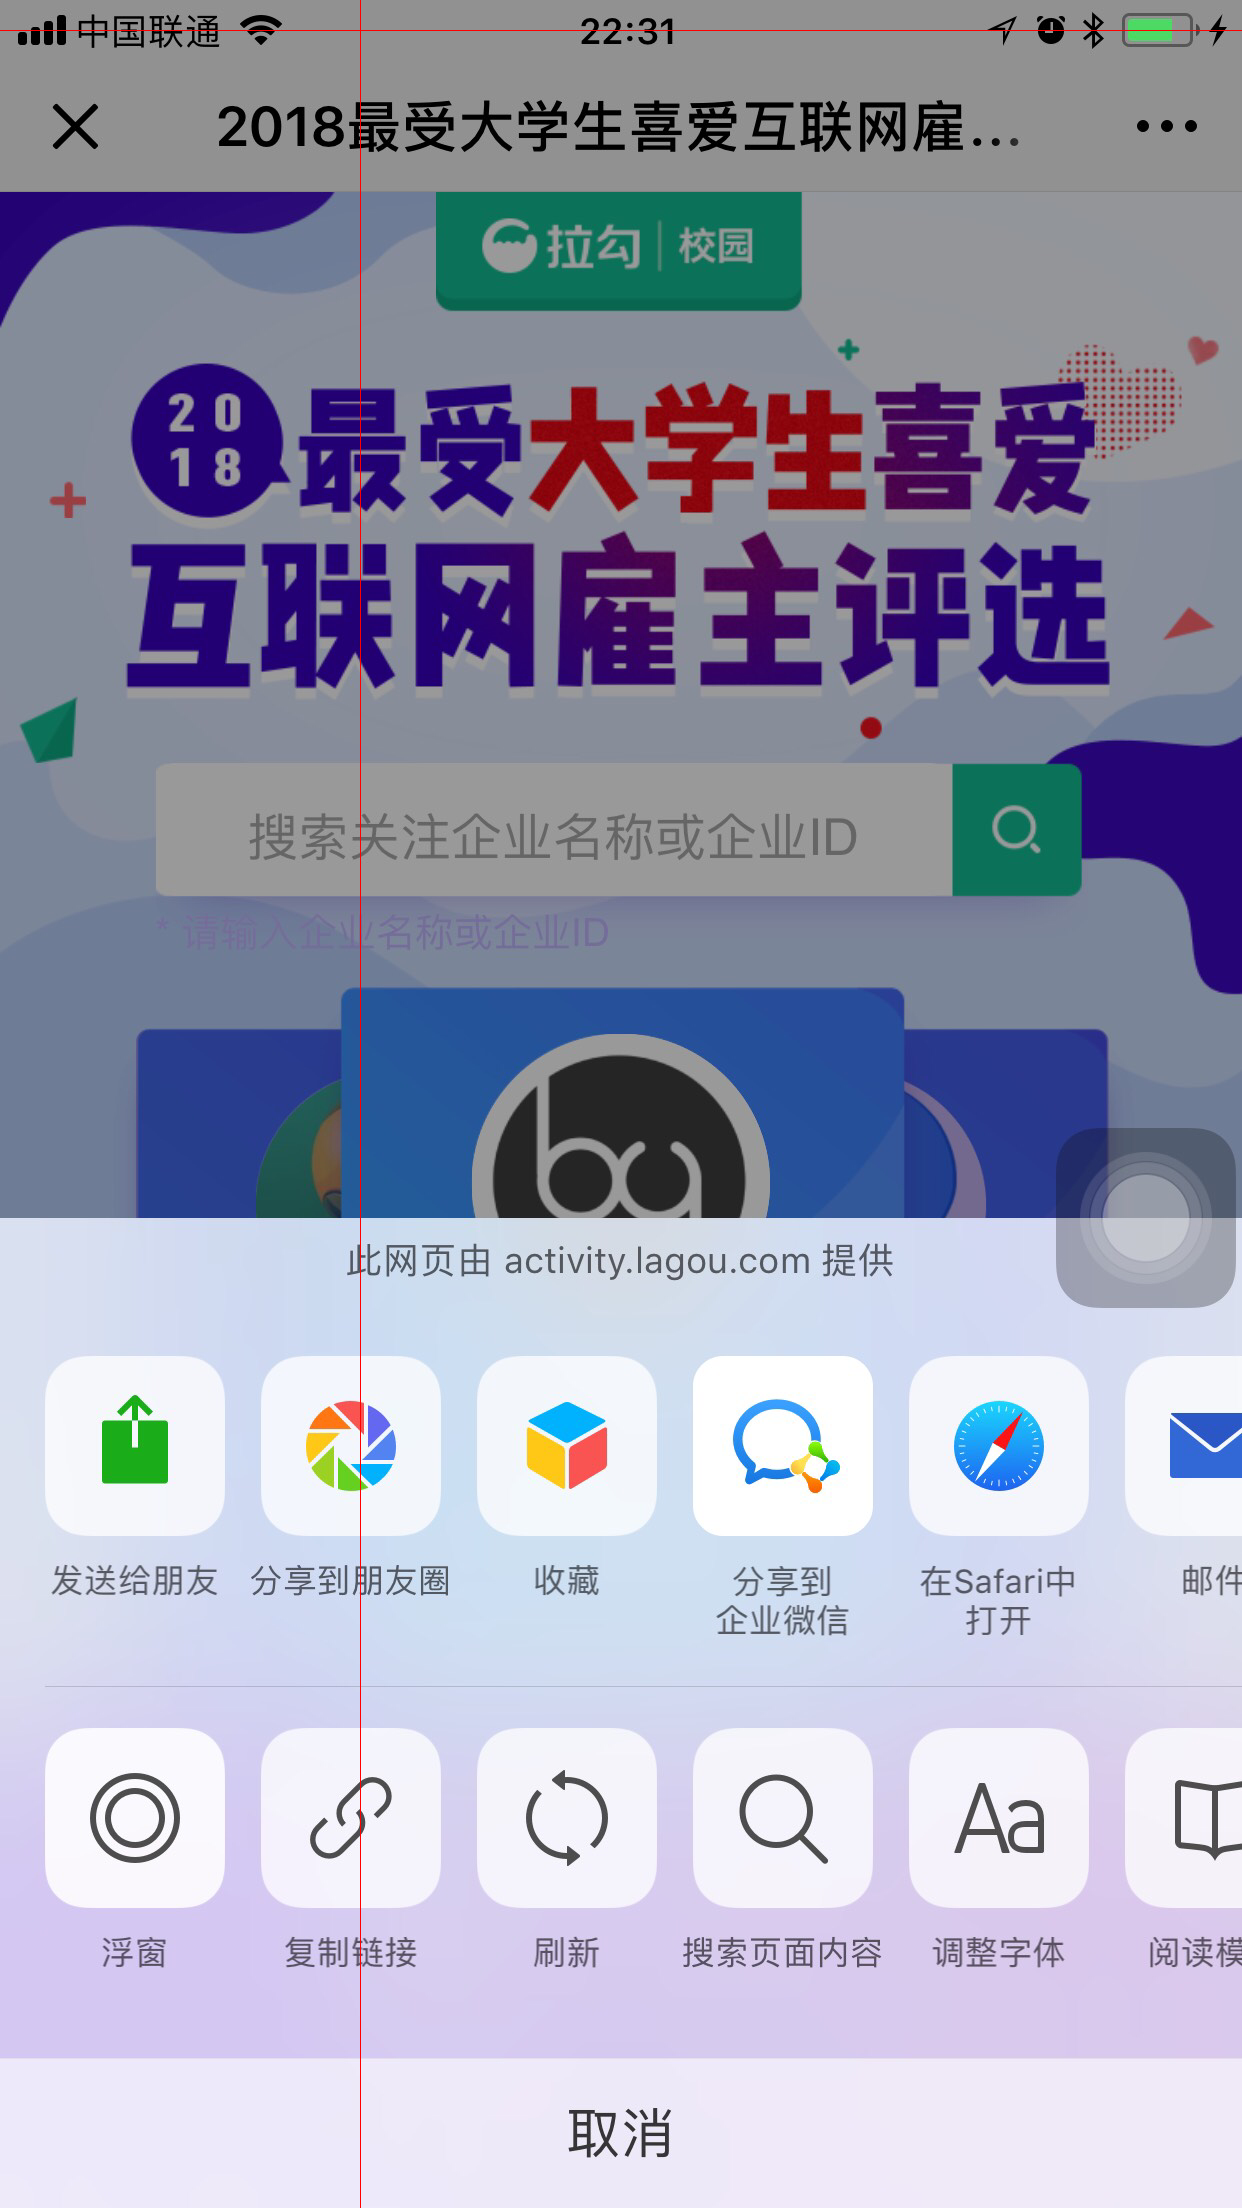 中国联通
22:31
2018最受大学生喜爱互联网雇...
拉勾 | 校园
2018
最受大学生喜爱
互联网雇主评选
搜索关注企业名称或企业ID
* 请输入企业名称或企业ID
此网页由 activity.lagou.com 提供
发送给朋友
分享到朋友圈
收藏
分享到
企业微信
在Safari中
打开
邮件
Aa
浮窗
复制链接
刷新
搜索页面内容
调整字体
阅读模
取消